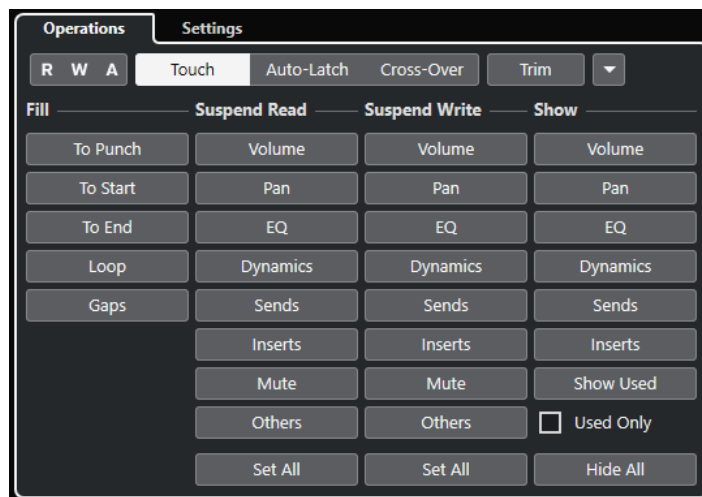 Operations Settings
R W A Touch Auto-Latch Cross-Over Trim
Fill Suspend Read Suspend Write Show
To Punch Volume Volume Volume
To Start Pan Pan Pan
To End EQ EQ EQ
Loop Dynamics Dynamics Dynamics
Gaps Sends Sends Sends
Inserts Inserts Inserts
Mute Mute Show Used
Others Others Used Only
Set All Set All Hide All